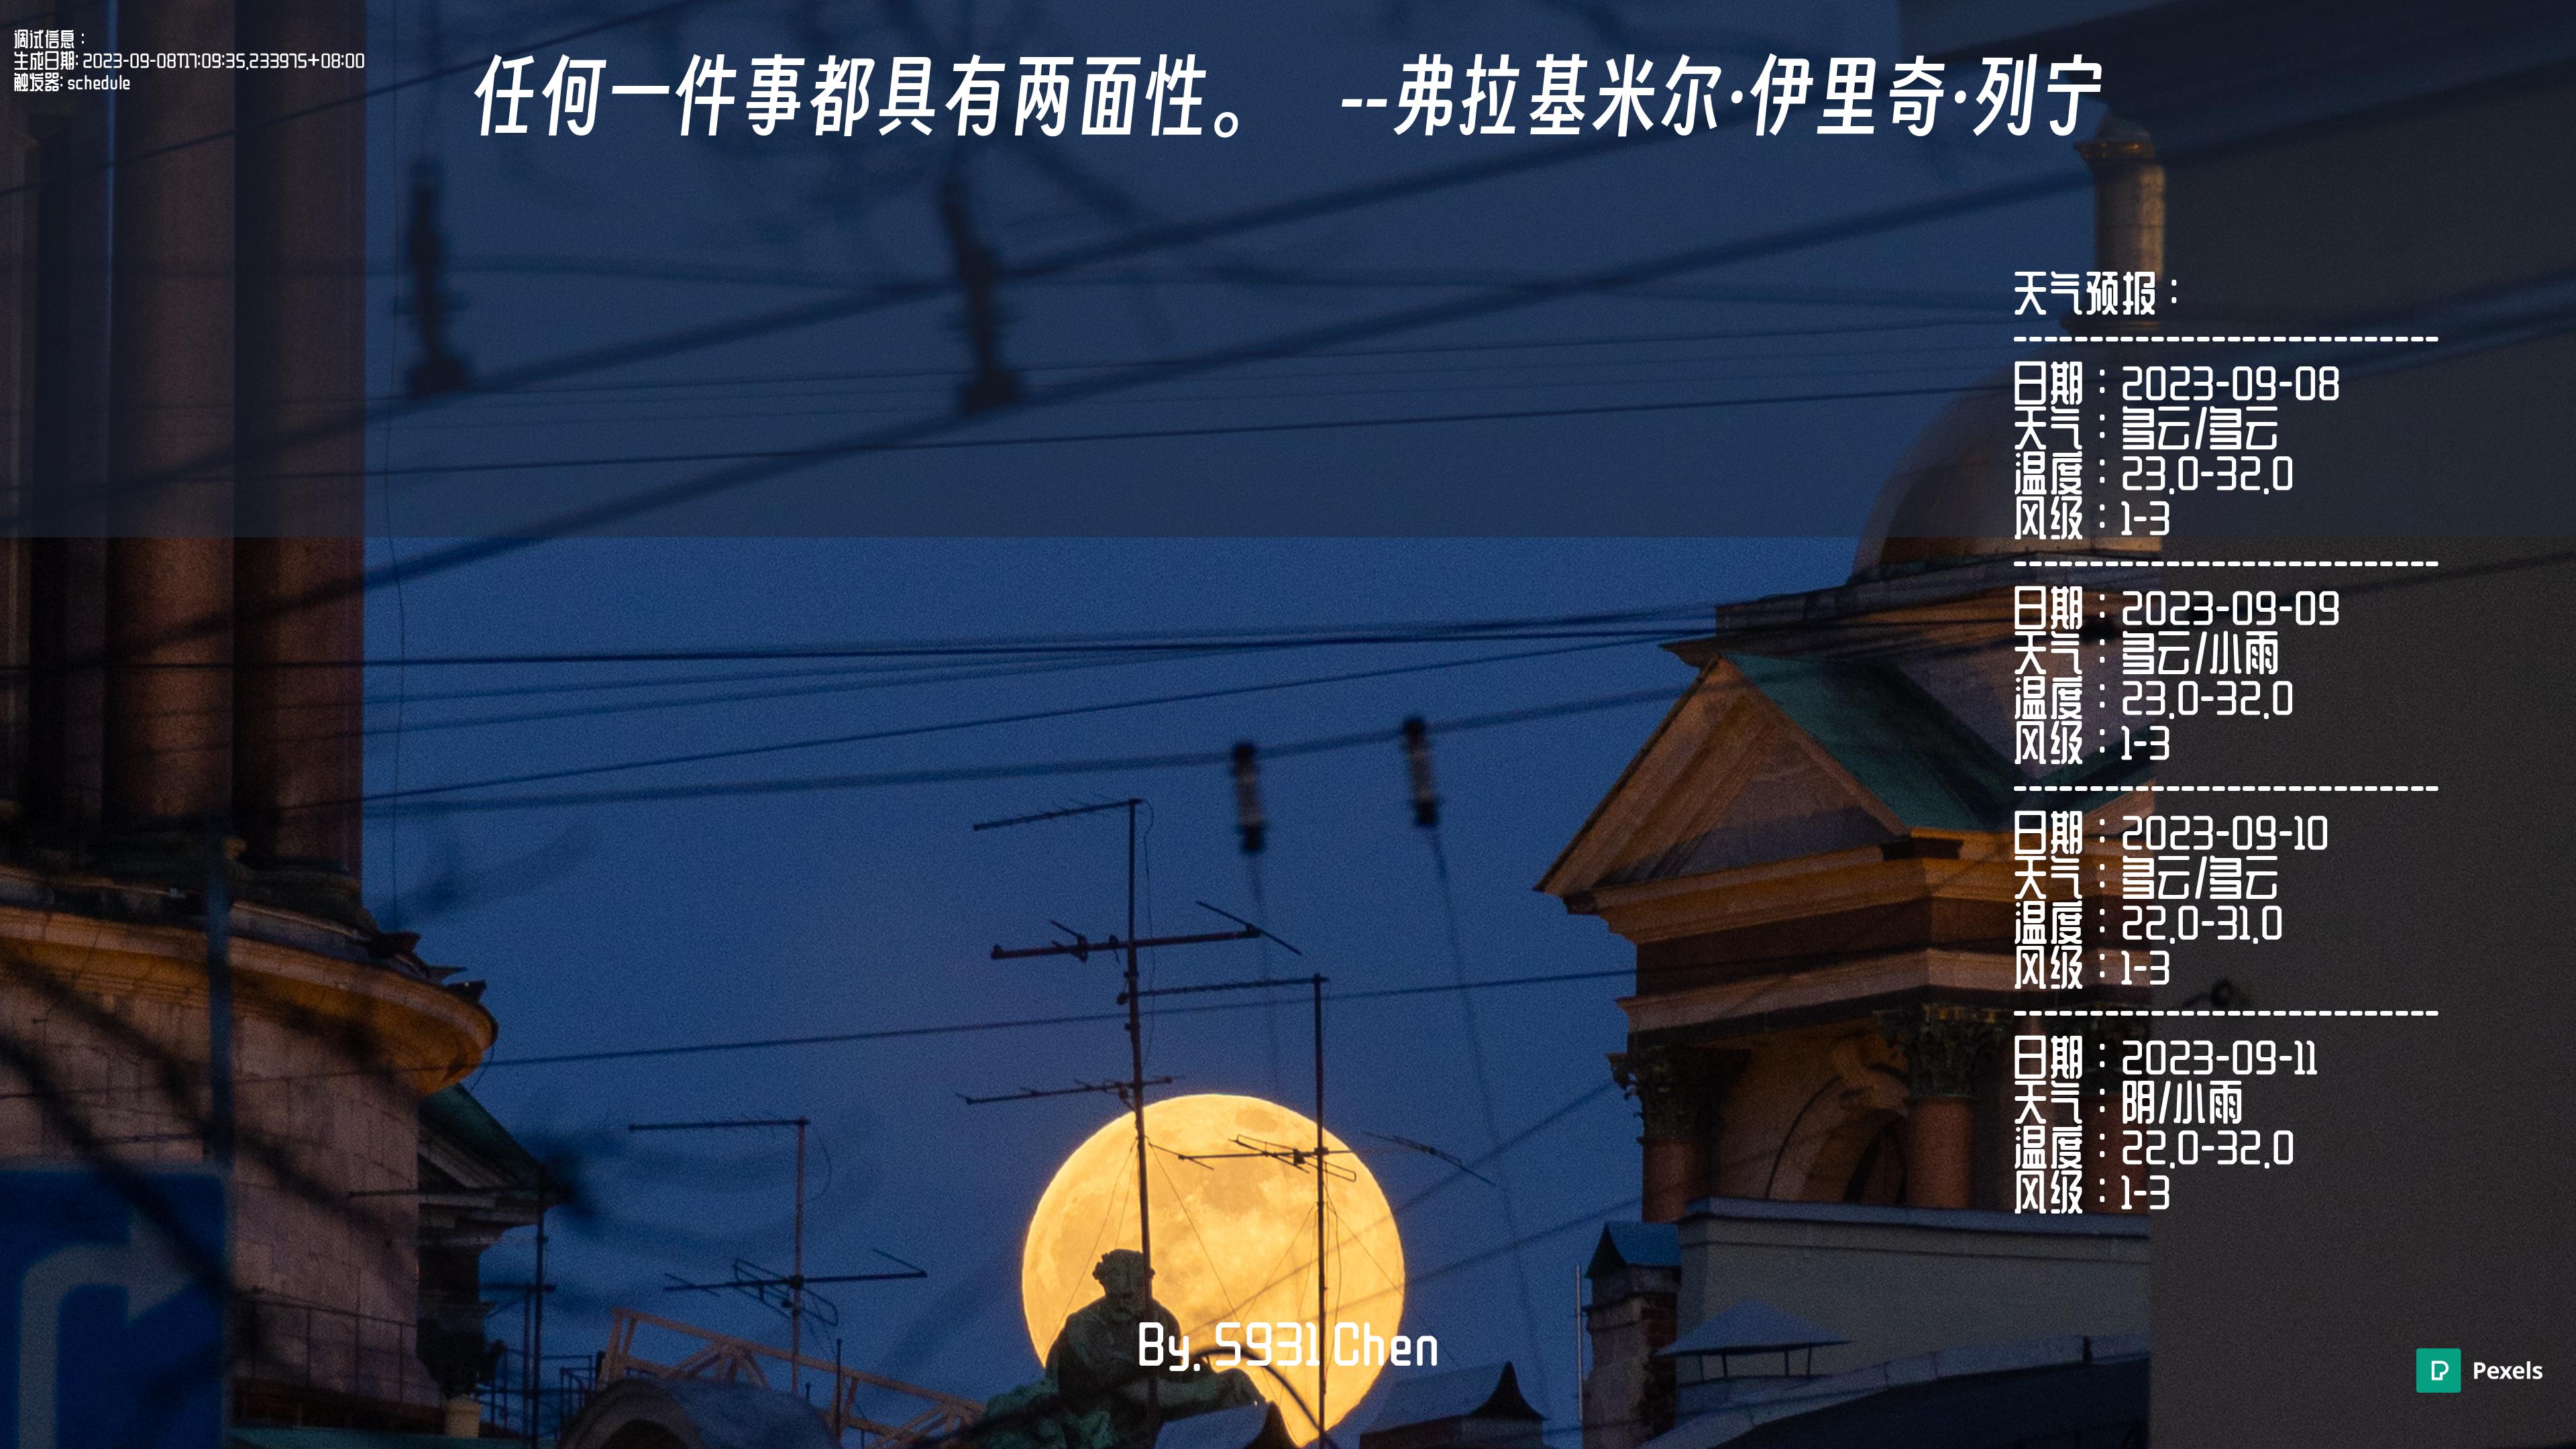 调试信息：
生成日期: 2023-09-08T17:09:35.233975+08:00
触发器: schedule
任何一件事都具有两面性。 --弗拉基米尔·伊里奇·列宁
天气预报：
----------------------------
日期：2023-09-08
天气：多云/多云
温度：23.0-32.0
风级：1-3
----------------------------
日期：2023-09-09
天气：多云/小雨
温度：23.0-32.0
风级：1-3
----------------------------
日期：2023-09-10
天气：多云/多云
温度：22.0-31.0
风级：1-3
----------------------------
日期：2023-09-11
天气：阴/小雨
温度：22.0-32.0
风级：1-3
By. S931 Chen
Pexels